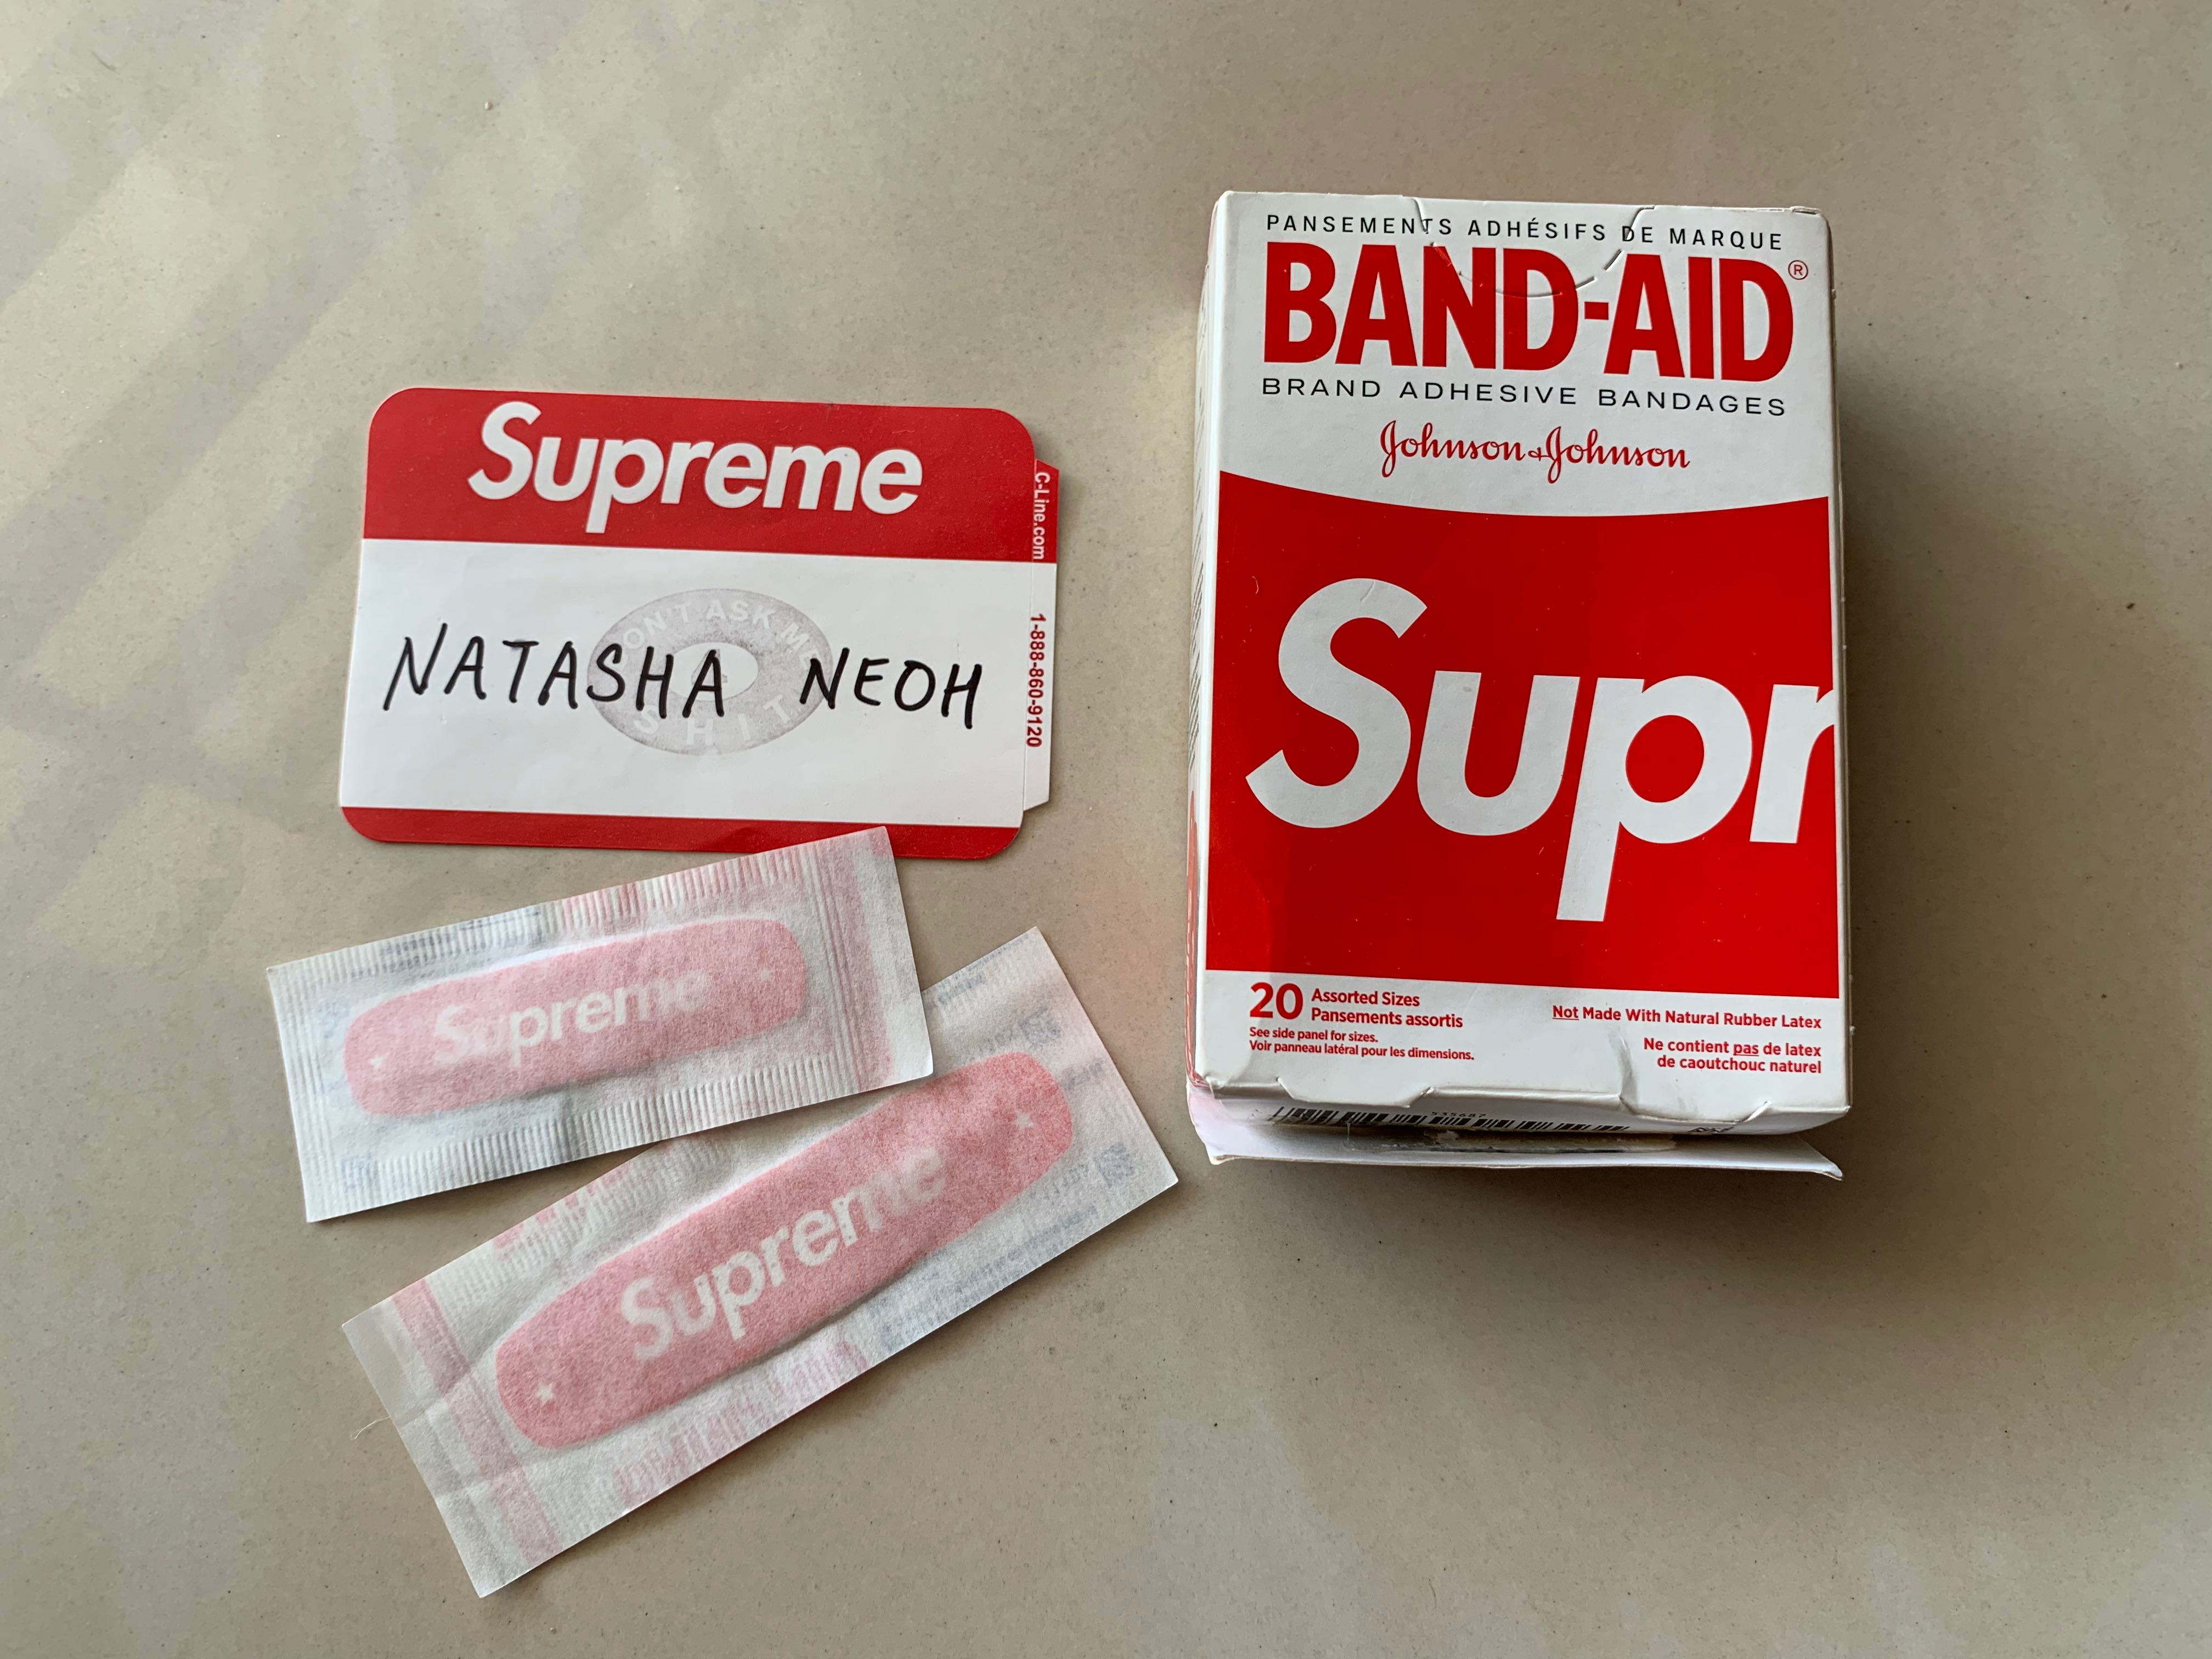 Supreme
C-Line.com
1-888-860-9120
DON'T ASK ME
SHIT
NATASHA NEOH
Supreme
Supreme
PANSEMENTS ADHÉSIFS DE MARQUE
BAND-AID®
BRAND ADHESIVE BANDAGES
Johnson & Johnson
Supr
20 Assorted Sizes
Pansements assortis
See side panel for sizes.
Voir panneau latéral pour les dimensions.
Not Made With Natural Rubber Latex
Ne contient pas de latex
de caoutchouc naturel